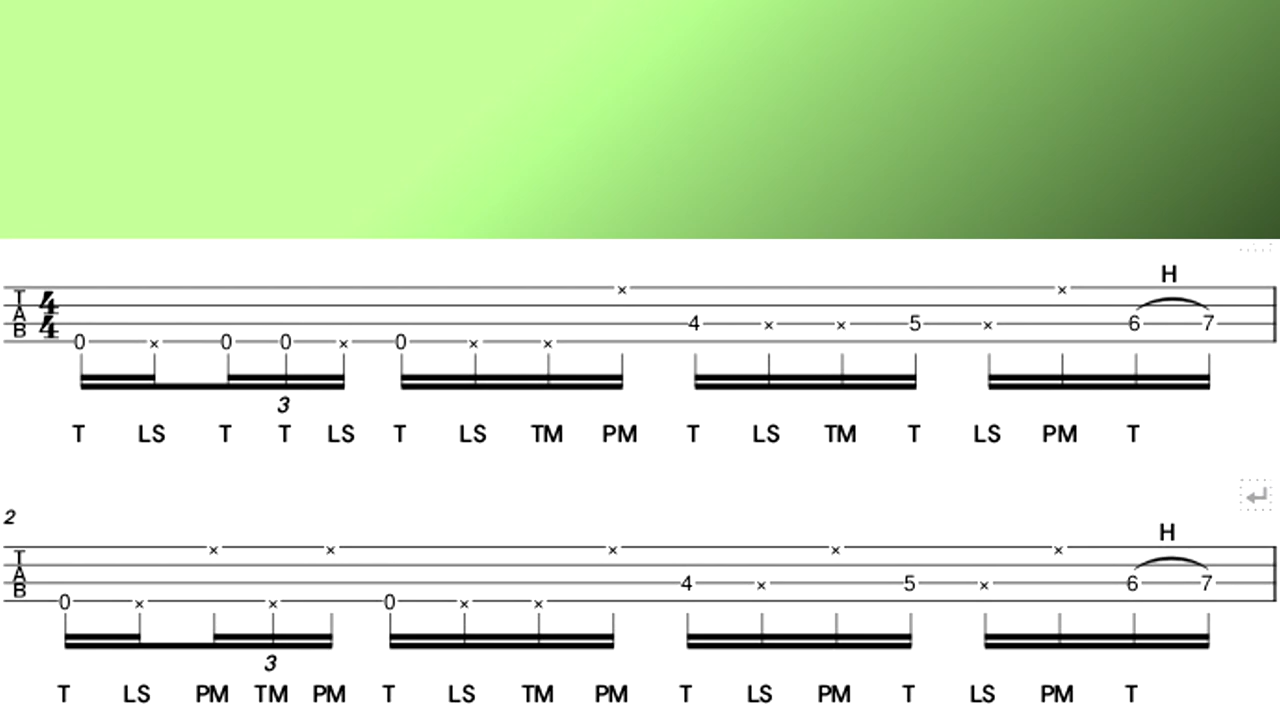 H
T A B 4 4 0 × 0 0 × 0 × × × 4 × × 5 × × 6 7
3
T LS T T LS T LS TM PM T LS TM T LS PM T
2
H
T A B 0 × × × × 0 × × × 4 × × 5 × × 6 7
3
T LS PM TM PM T LS TM PM T LS PM T LS PM T